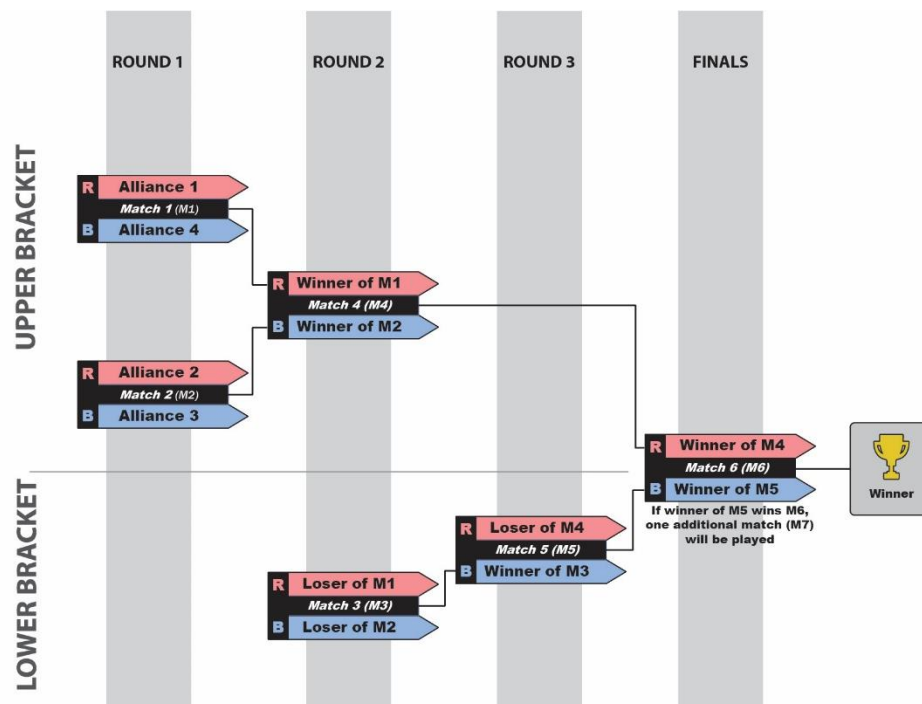 ROUND 1
ROUND 2
ROUND 3
FINALS
UPPER BRACKET
R Alliance 1
Match 1 (M1)
B Alliance 4
R Winner of M1
Match 4 (M4)
B Winner of M2
R Alliance 2
Match 2 (M2)
B Alliance 3
R Winner of M4
Match 6 (M6)
B Winner of M5
If winner of M5 wins M6,
one additional match (M7)
will be played
Winner
LOWER BRACKET
R Loser of M4
Match 5 (M5)
B Winner of M3
R Loser of M1
Match 3 (M3)
B Loser of M2